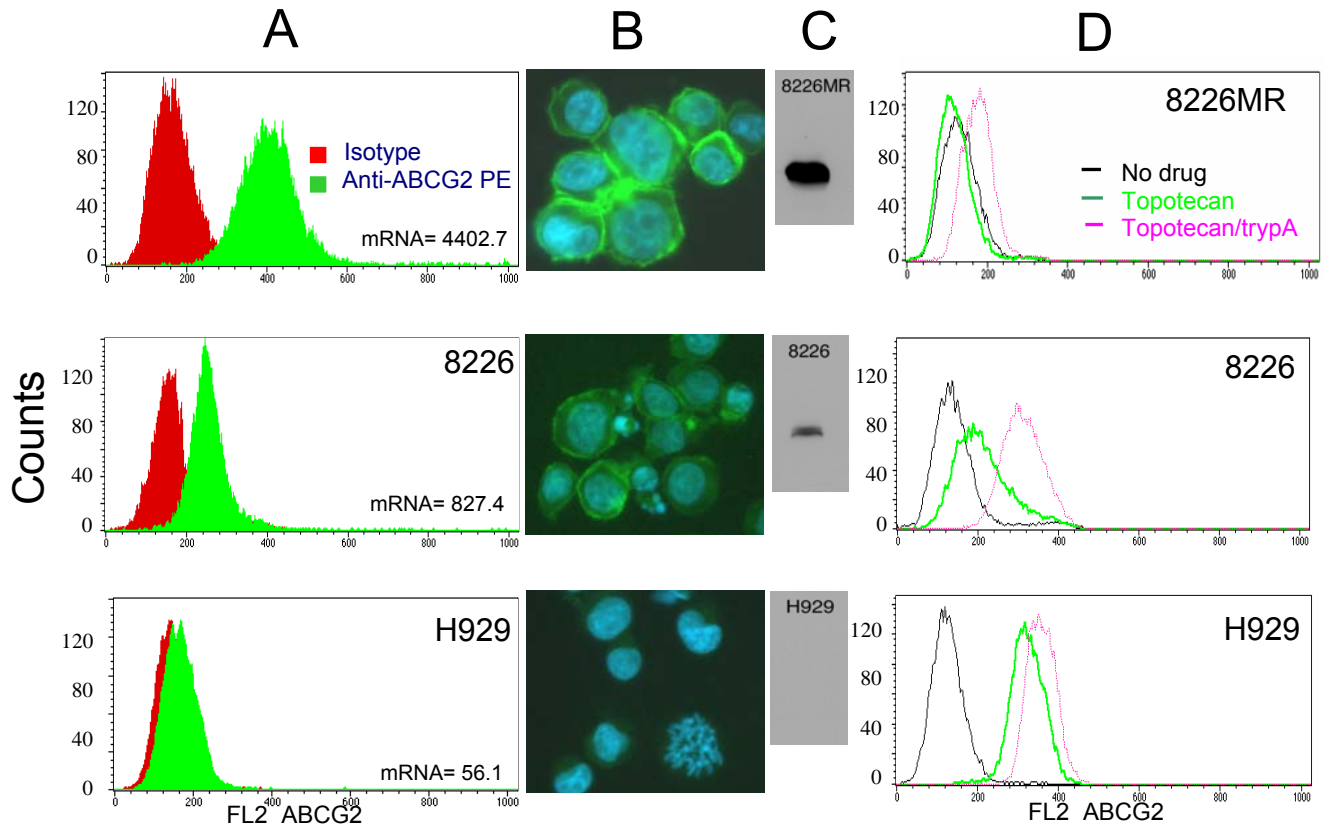 A B C D
120
80
40
0
Isotype
Anti-ABCG2 PE
mRNA= 4402.7
0 200 400 600 800 1000
8226MR
120
80
40
0
8226MR
No drug
Topotecan
Topotecan/trypA
0 200 400 600 800 1000
Counts
120
80
40
0
8226
mRNA= 827.4
0 200 400 600 800 1000
8226
120
80
40
0
8226
0 200 400 600 800 1000
120
80
40
0
H929
mRNA= 56.1
0 200 400 600 800 1000
FL2 ABCG2
H929
120
80
40
0
H929
0 200 400 600 800 1000
FL2 ABCG2